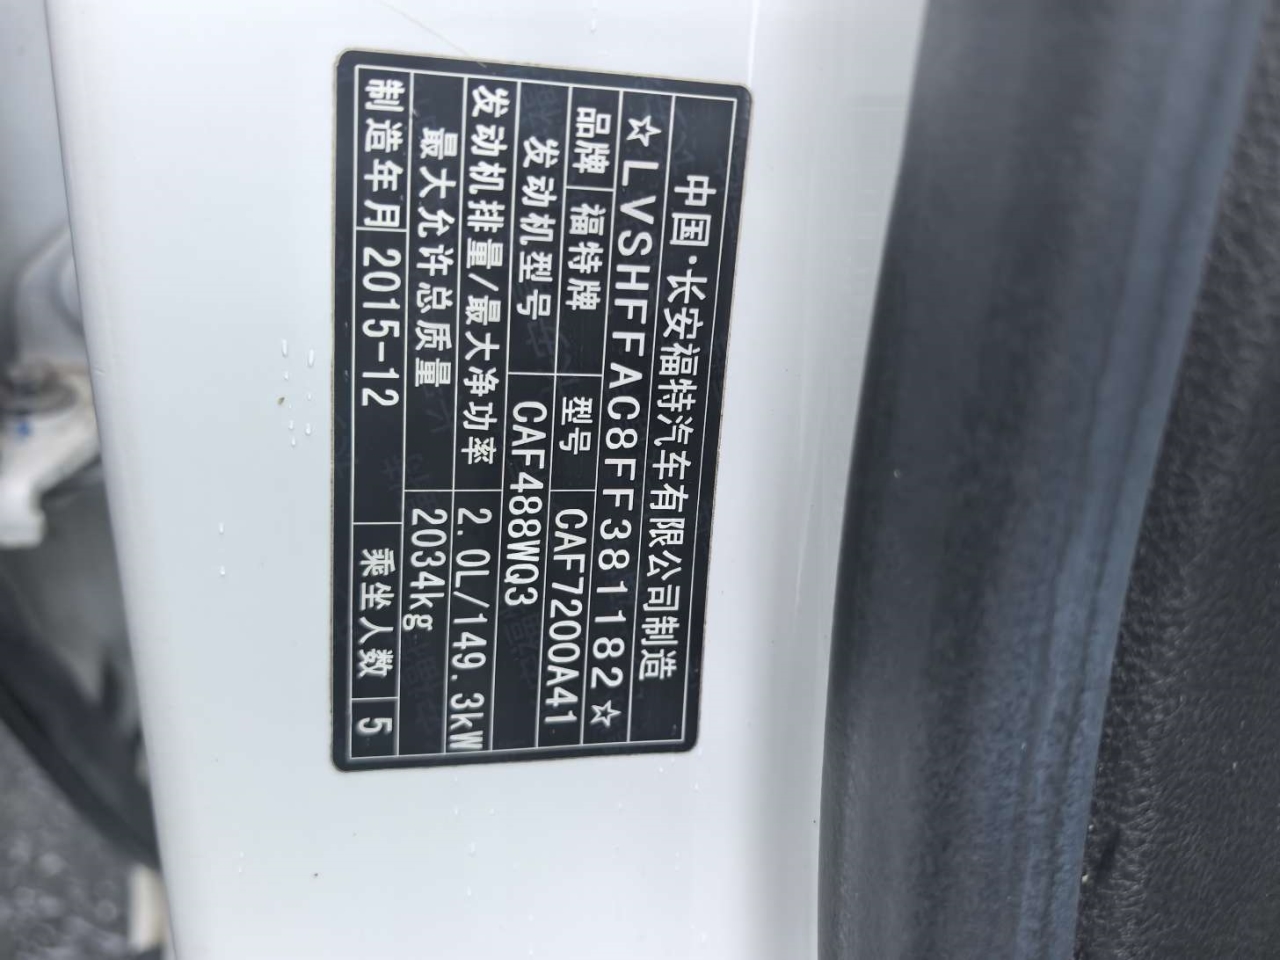 中国·长安福特汽车有限公司制造
☆LVSHFFAC8FF381182☆
品牌 福特牌 型号 CAF7200A41
发动机型号 CAF488WQ3
发动机排量/最大净功率 2.0L/149.3kW
最大允许总质量 2034kg
制造年月 2015-12 乘坐人数 5